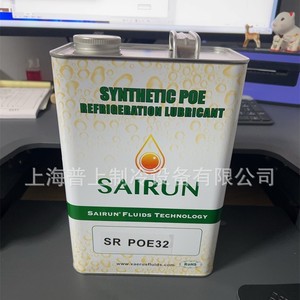 SYNTHETIC POE
REFRIGERATION LUBRICANT
上海普上制冷设备有限公司
SAIRUN
SAIRUN® FLUIDS TECHNOLOGY
SR POE32
RoHS